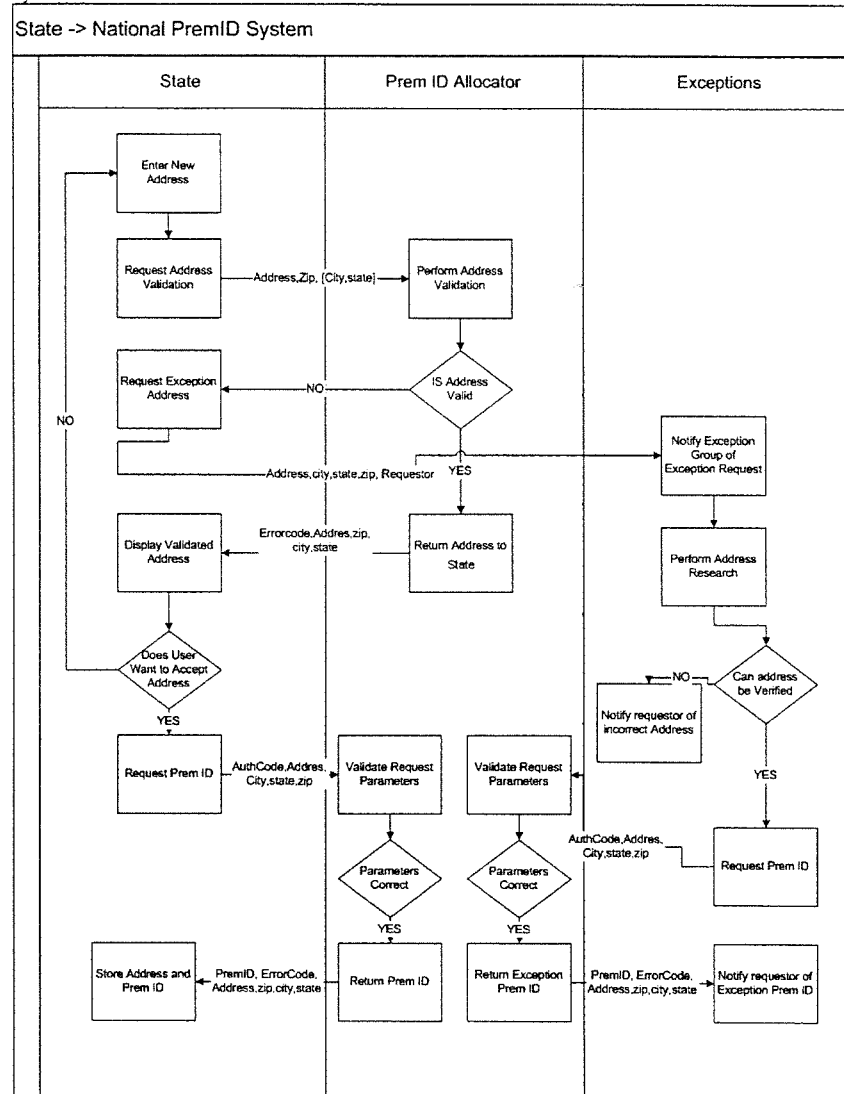 State -> National PremID System
State
Prem ID Allocator
Exceptions
Enter New
Address
Request Address
Validation
Address,Zip, [City,state]
Perform Address
Validation
Request Exception
Address
NO
IS Address
Valid
NO
Notify Exception
Group of
Exception Request
Address,city,state,zip, Requestor
YES
Display Validated
Address
Errorcode,Addres,zip,
city,state
Return Address to
State
Perform Address
Research
Does User
Want to Accept
Address
NO
Can address
be Verified
Notify requestor of
incorrect Address
YES
Request Prem ID
AuthCode,Addres,
City,state,zip
Validate Request
Parameters
Validate Request
Parameters
YES
AuthCode,Addres,
City,state,zip
Request Prem ID
Parameters
Correct
Parameters
Correct
YES
YES
Store Address and
Prem ID
PremID, ErrorCode,
Address,zip,city,state
Return Prem ID
Return Exception
Prem ID
PremID, ErrorCode,
Address,zip,city,state
Notify requestor of
Exception Prem ID